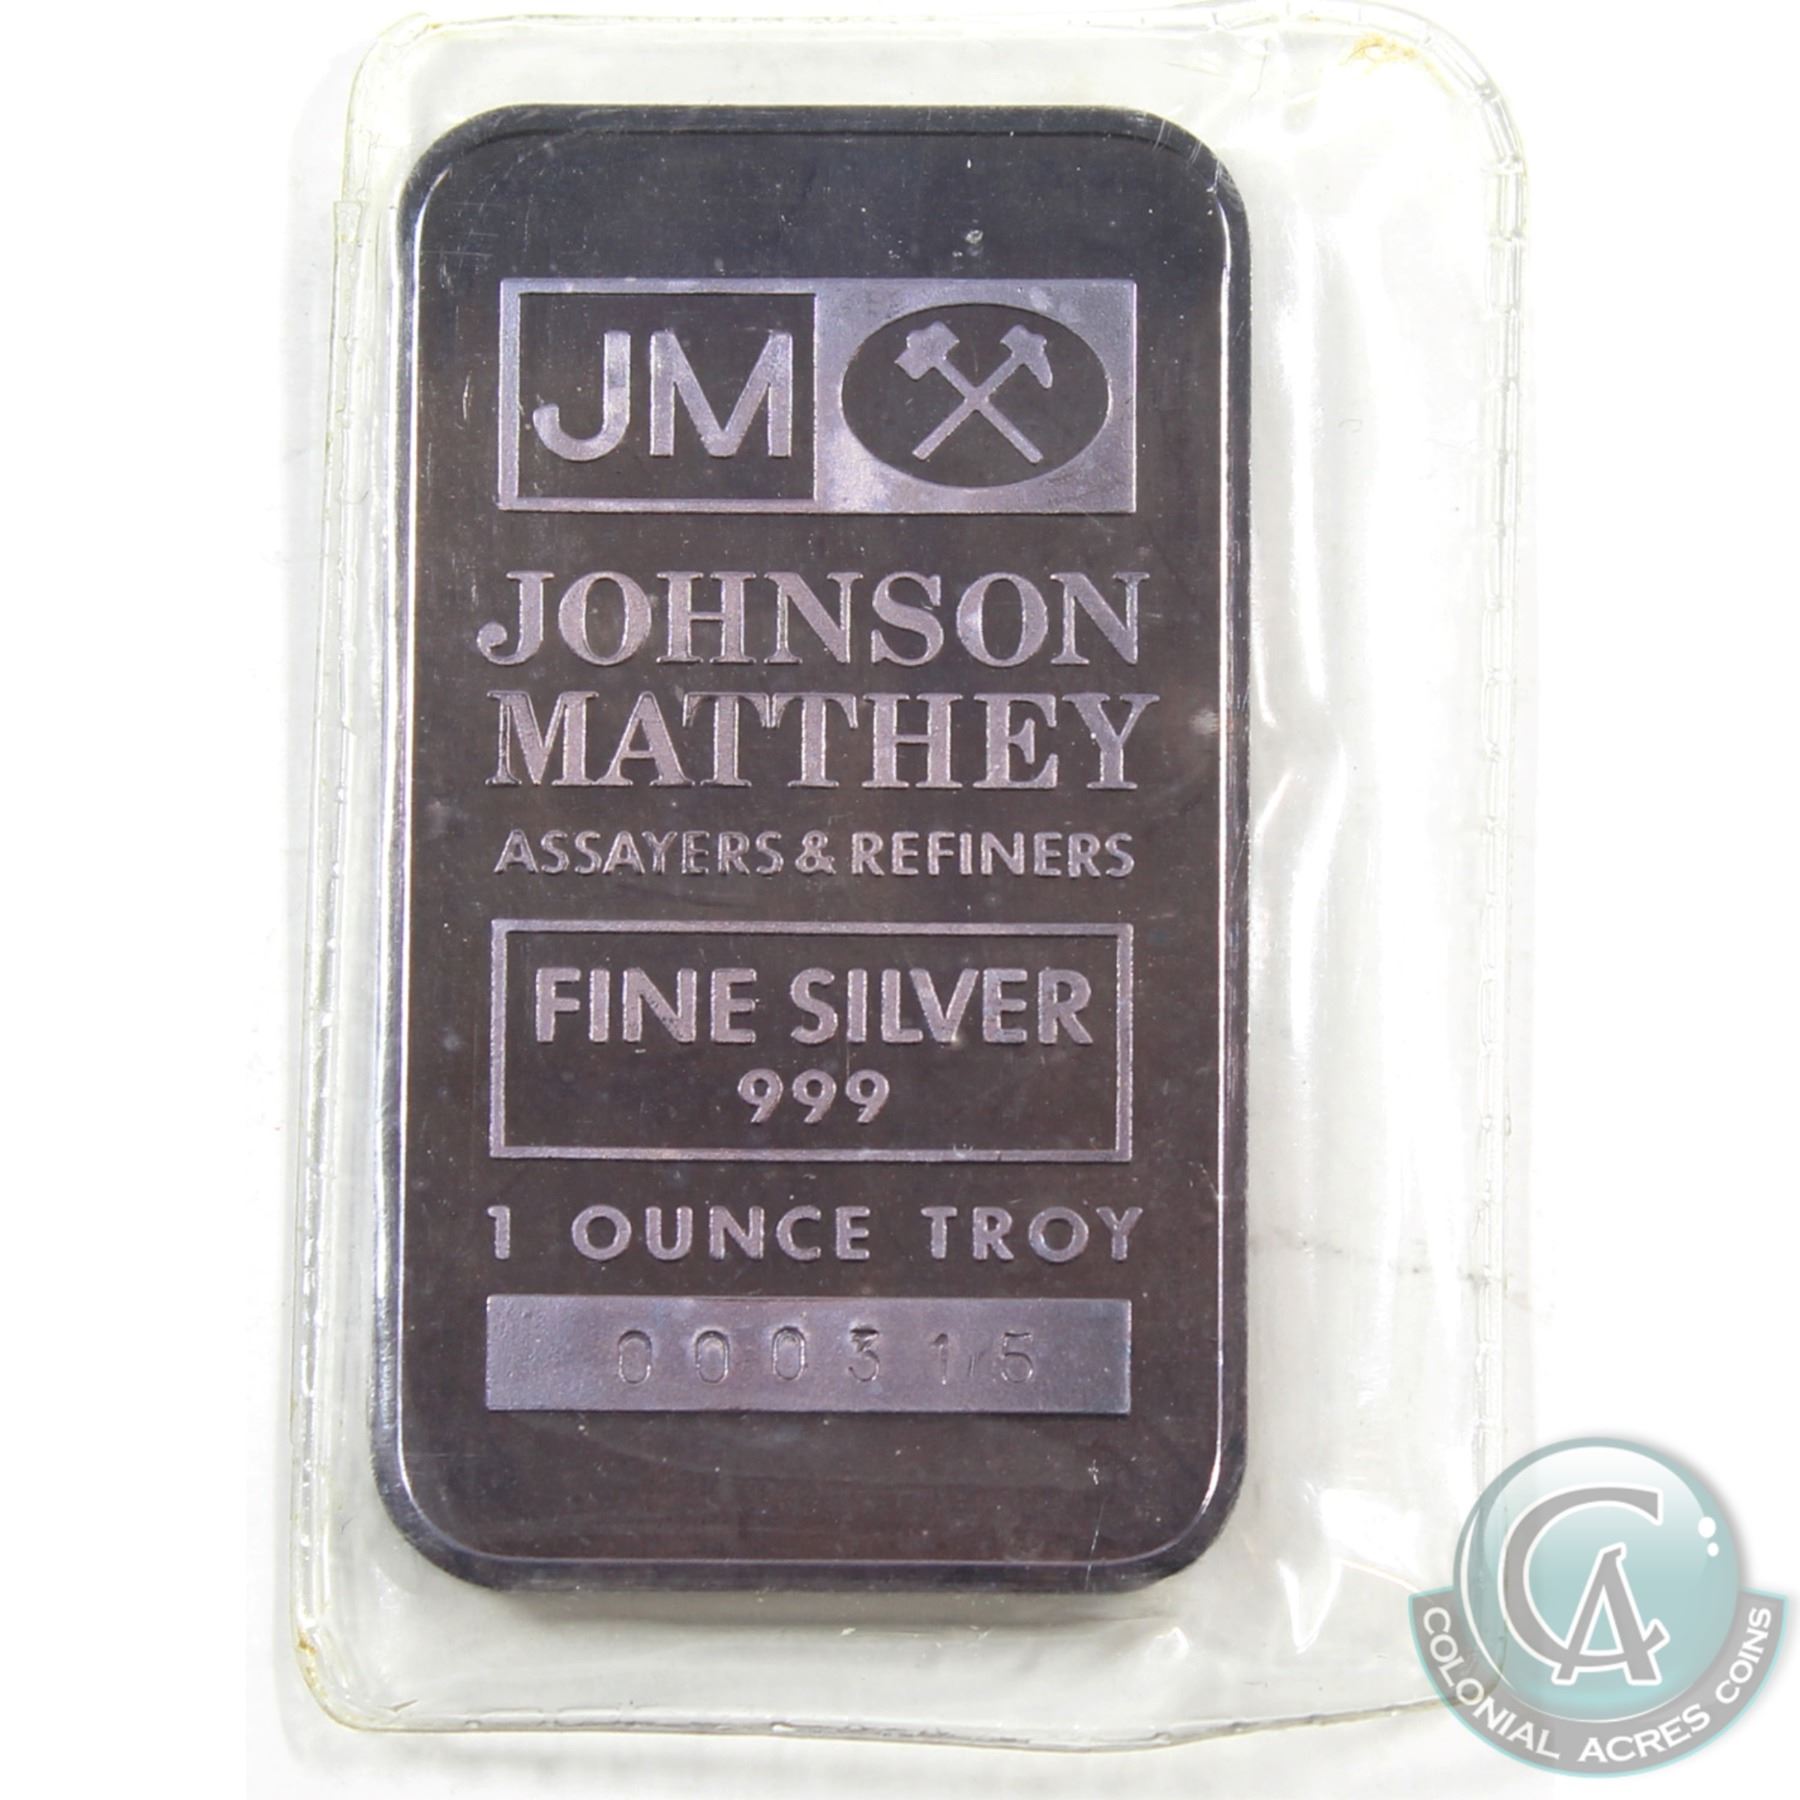 JM
JOHNSON
MATTHEY
ASSAYERS & REFINERS
FINE SILVER
999
1 OUNCE TROY
000315
CA
COLONIAL ACRES COINS